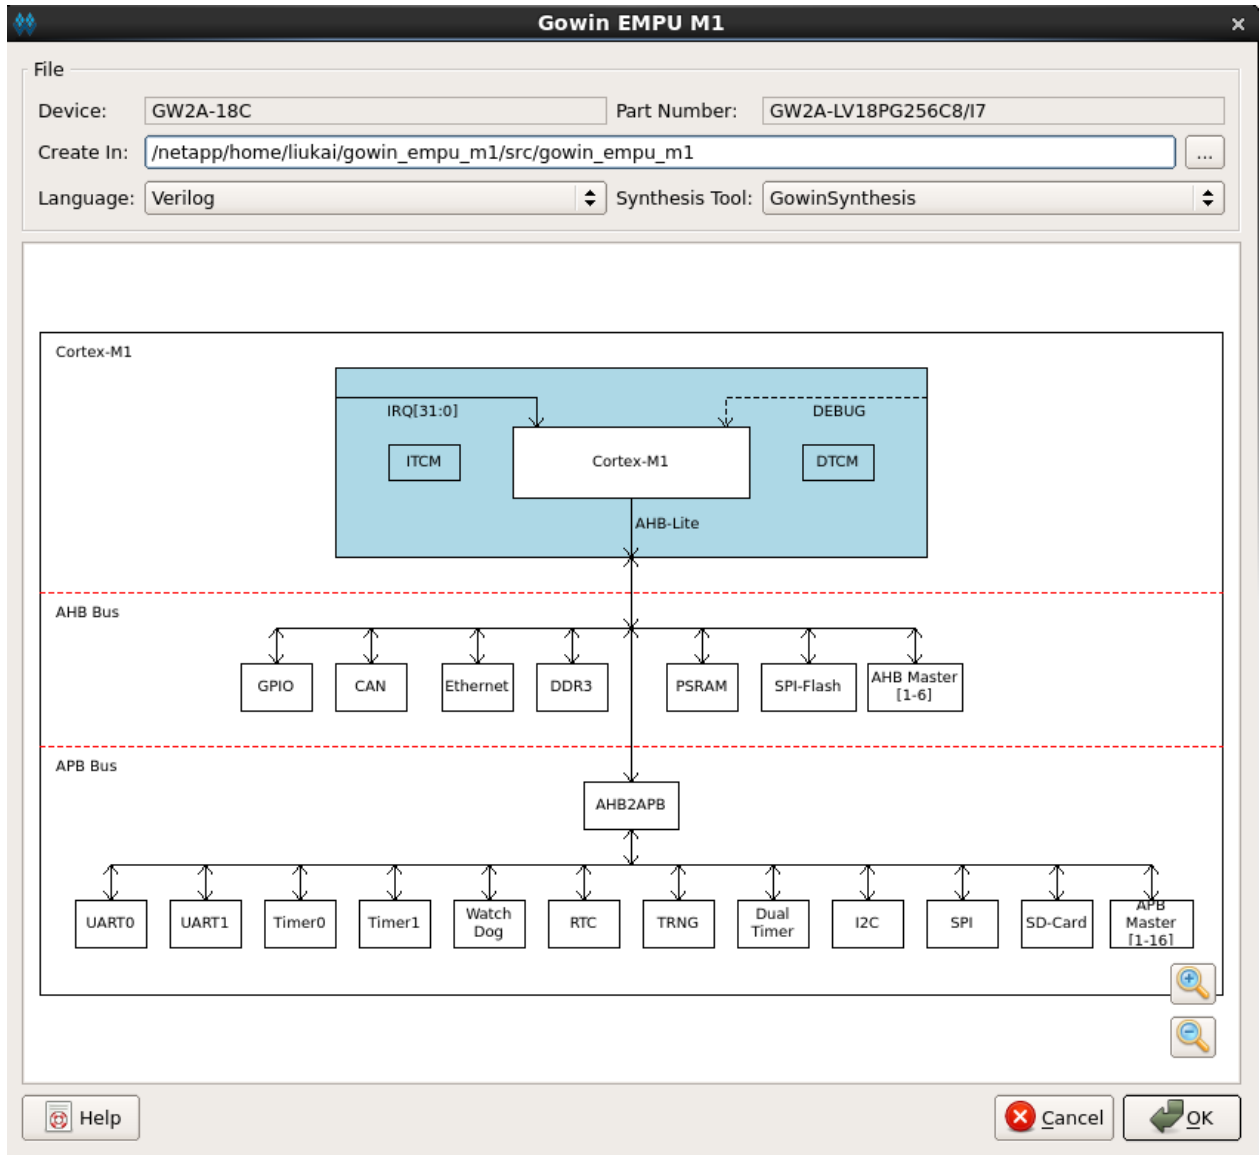 Gowin EMPU M1
File
Device: GW2A-18C Part Number: GW2A-LV18PG256C8/I7
Create In: /netapp/home/liukai/gowin_empu_m1/src/gowin_empu_m1 ...
Language: Verilog Synthesis Tool: GowinSynthesis
Cortex-M1
IRQ[31:0] DEBUG
ITCM Cortex-M1 DTCM
AHB-Lite
AHB Bus
GPIO CAN Ethernet DDR3 PSRAM SPI-Flash AHB Master
[1-6]
APB Bus
AHB2APB
UART0 UART1 Timer0 Timer1 Watch
Dog RTC TRNG Dual
Timer I2C SPI SD-Card APB
Master
[1-16]
Help Cancel OK